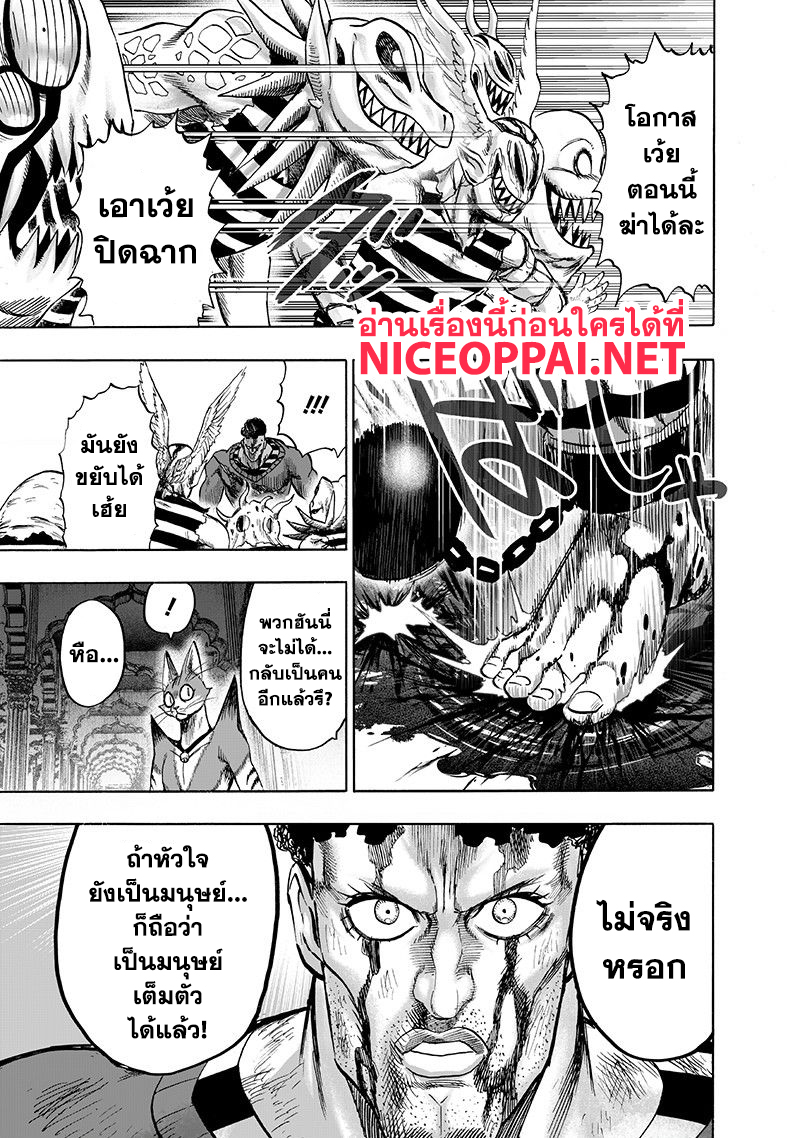 โอกาส
เว้ย
ตอนนี้
ฆ่าได้ละ
เอาเว้ย
ปิดฉาก
ダダダ
อ่านเรื่องนี้ก่อนใครได้ที่
NICEOPPAI.NET
ばしゃ
!!!
มันยัง
ขยับได้
เฮ้ย
พวกฮันนี่
จะไม่ได้...
กลับเป็นคน
อีกแล้วรึ?
!
หือ...
ไม่จริง
หรอก
ถ้าหัวใจ
ยังเป็นมนุษย์...
ก็ถือว่า
เป็นมนุษย์
เต็มตัว
ได้แล้ว!